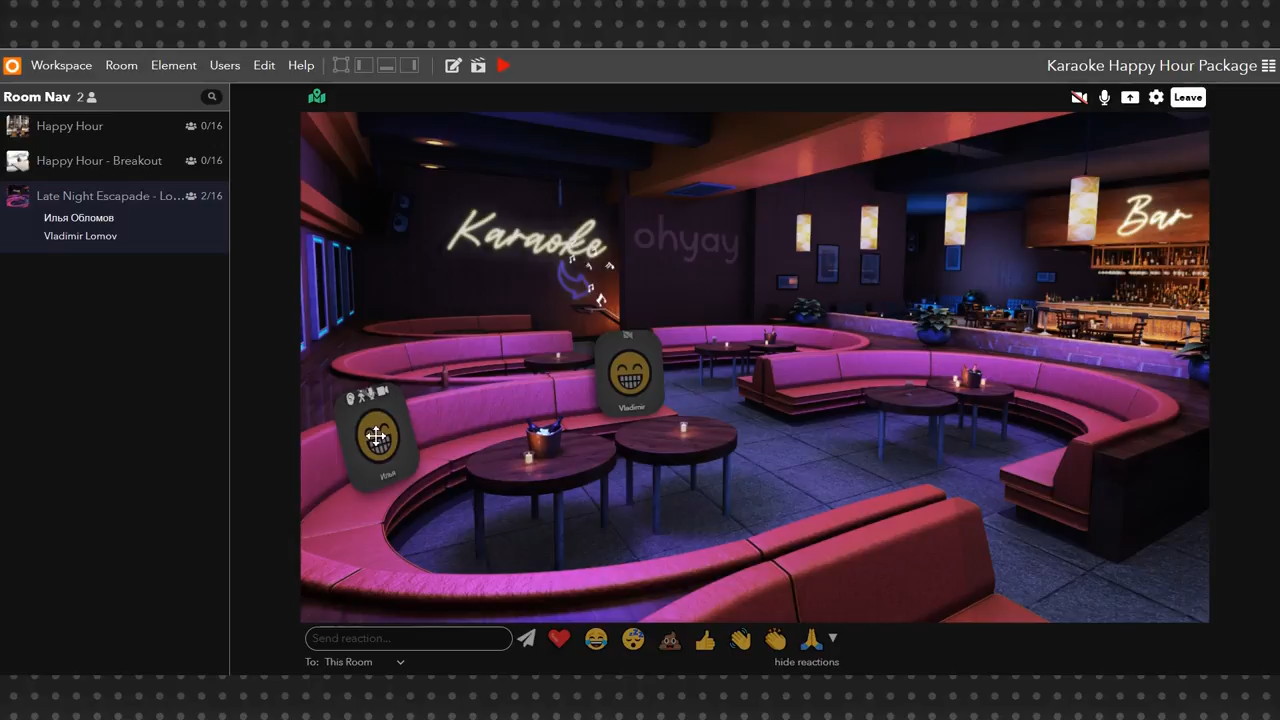 Workspace Room Element Users Edit Help
Karaoke Happy Hour Package
Room Nav 2
Leave
Happy Hour 0/16
Happy Hour - Breakout 0/16
Late Night Escapade - Lo... 2/16
Илья Обломов
Vladimir Lomov
Karaoke
ohyay
Bar
Vladimir
Илья
Send reaction...
To: This Room
hide reactions